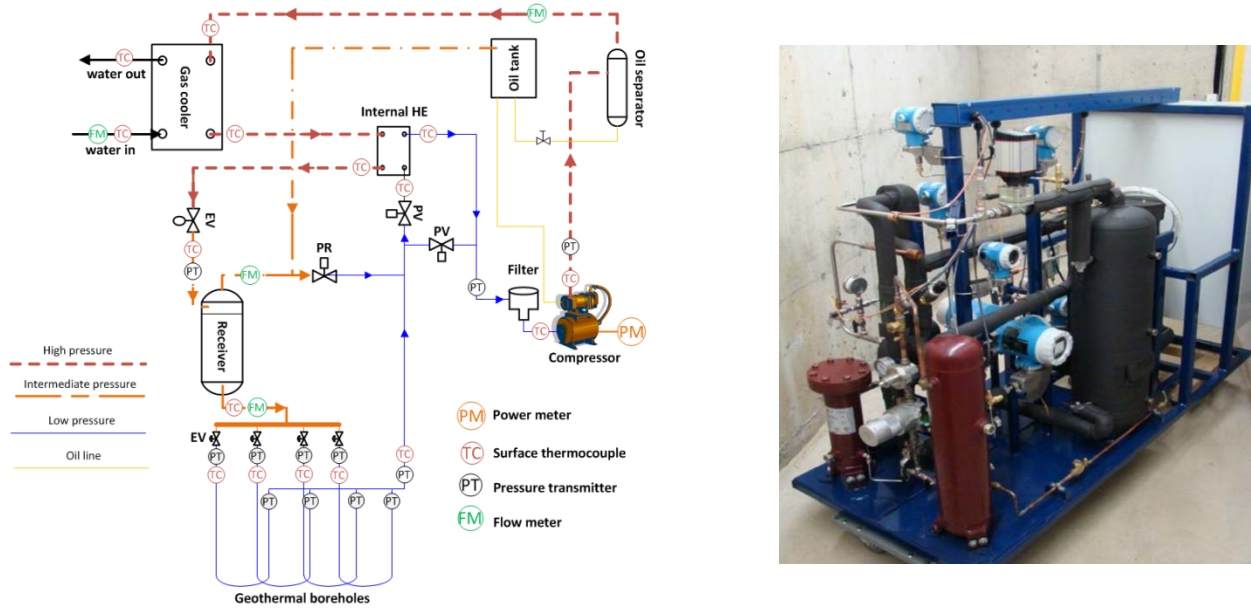 FM
TC
TC
water out
Gas cooler
Oil tank
Oil separator
FM
TC
water in
TC
Internal HE
TC
TC
TC
PV
EV
PV
PT
TC
PT
FM
PR
PT
Filter
TC
TC
PM
Compressor
Receiver
High pressure
Intermediate pressure
Low pressure
Oil line
TC
FM
EV
PT
PT
PT
PT
TC
TC
TC
TC
TC
PT
PT
PT
PT
PT
Geothermal boreholes
PM
Power meter
TC
Surface thermocouple
PT
Pressure transmitter
FM
Flow meter